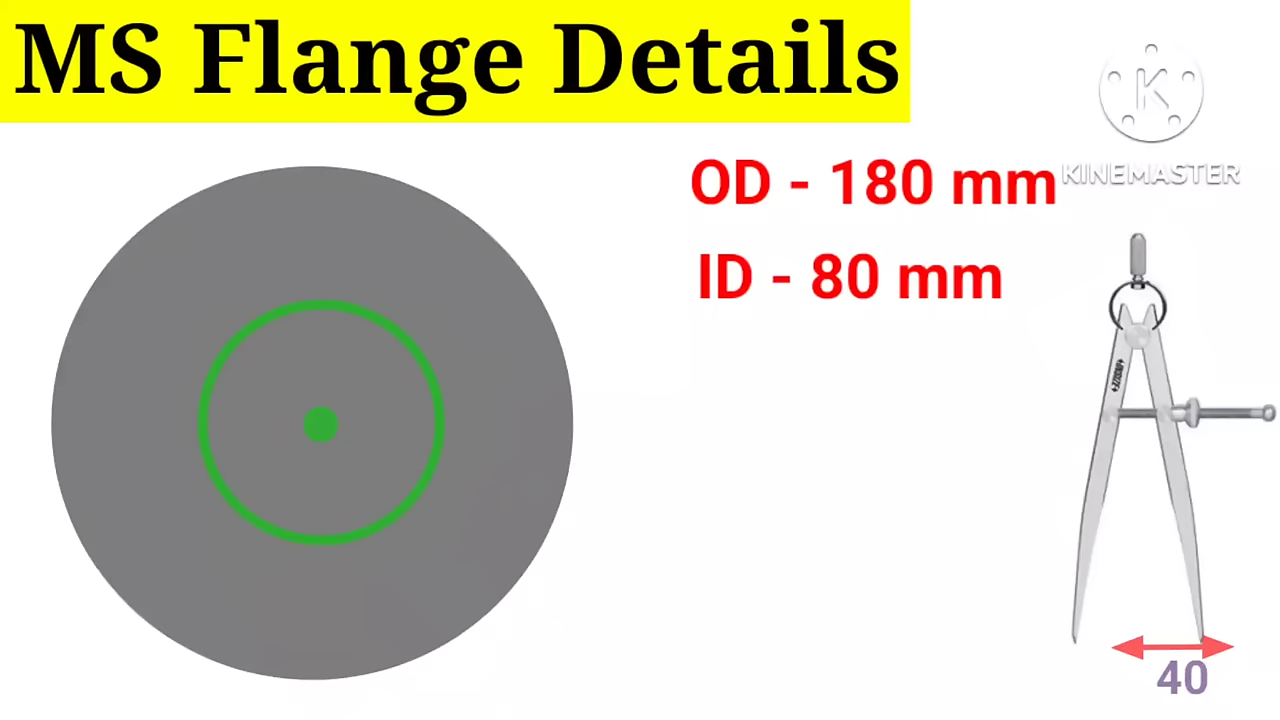 MS Flange Details
K
KINEMASTER
OD - 180 mm
ID - 80 mm
40